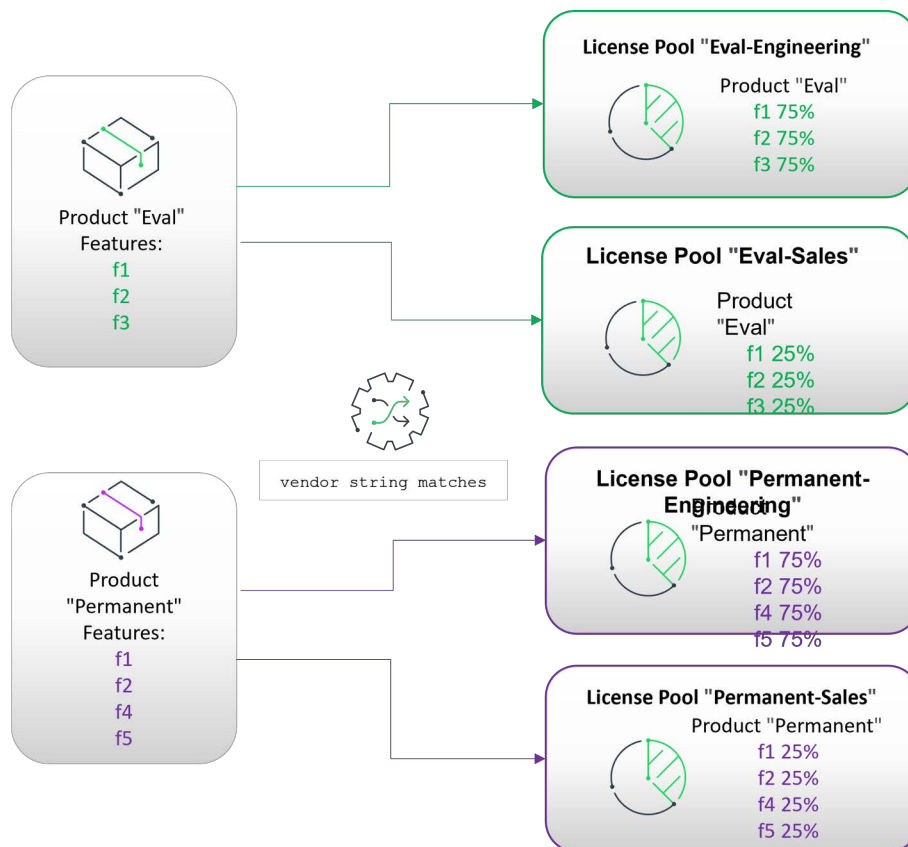 Product "Eval"
Features:
f1
f2
f3
License Pool "Eval-Engineering"
Product "Eval"
f1 75%
f2 75%
f3 75%
License Pool "Eval-Sales"
Product
"Eval"
f1 25%
f2 25%
f3 25%
vendor string matches
Product
"Permanent"
Features:
f1
f2
f4
f5
License Pool "Permanent-
Engineering"
Product
"Permanent"
f1 75%
f2 75%
f4 75%
f5 75%
License Pool "Permanent-Sales"
Product "Permanent"
f1 25%
f2 25%
f4 25%
f5 25%